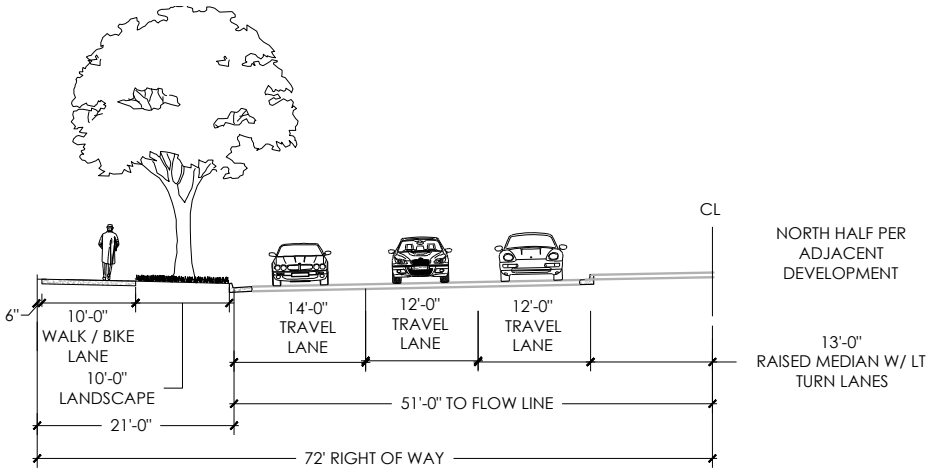 CL
NORTH HALF PER
ADJACENT
DEVELOPMENT
6"
10'-0"
WALK / BIKE
LANE
10'-0"
LANDSCAPE
14'-0"
TRAVEL
LANE
12'-0"
TRAVEL
LANE
12'-0"
TRAVEL
LANE
13'-0"
RAISED MEDIAN W/ LT
TURN LANES
51'-0" TO FLOW LINE
21'-0"
72' RIGHT OF WAY